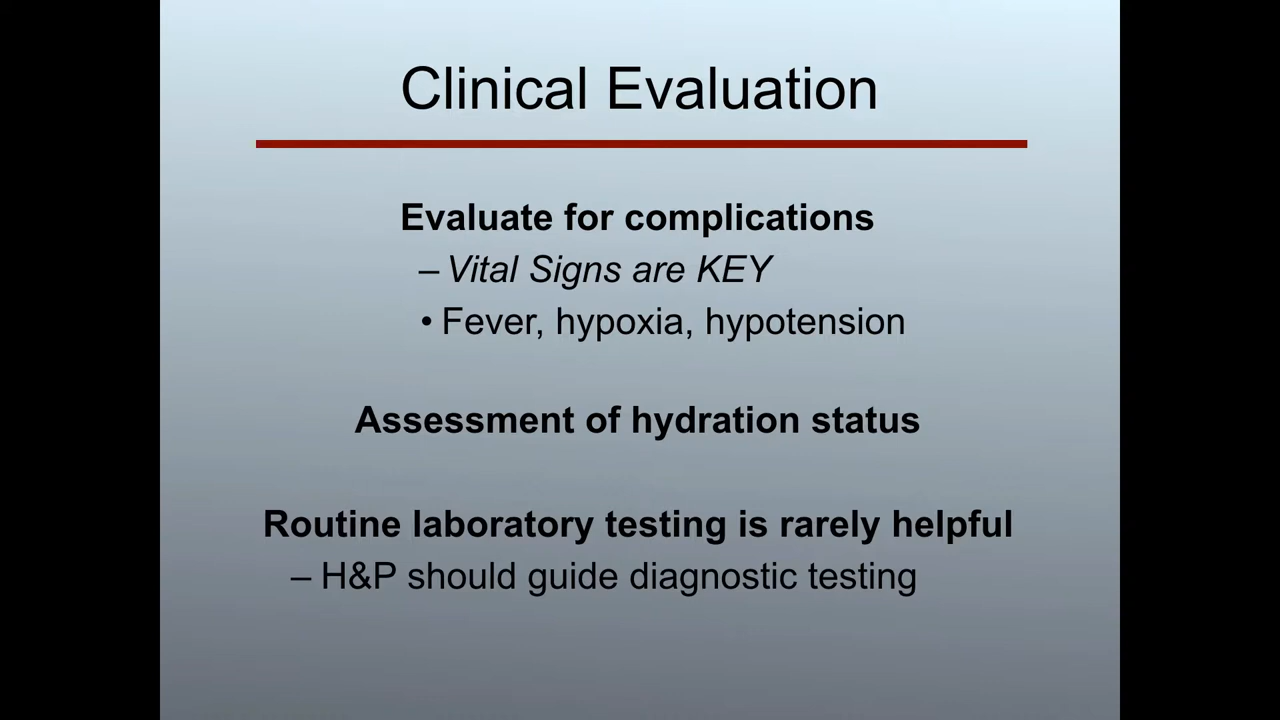 Clinical Evaluation
Evaluate for complications
– Vital Signs are KEY
• Fever, hypoxia, hypotension
Assessment of hydration status
Routine laboratory testing is rarely helpful
– H&P should guide diagnostic testing